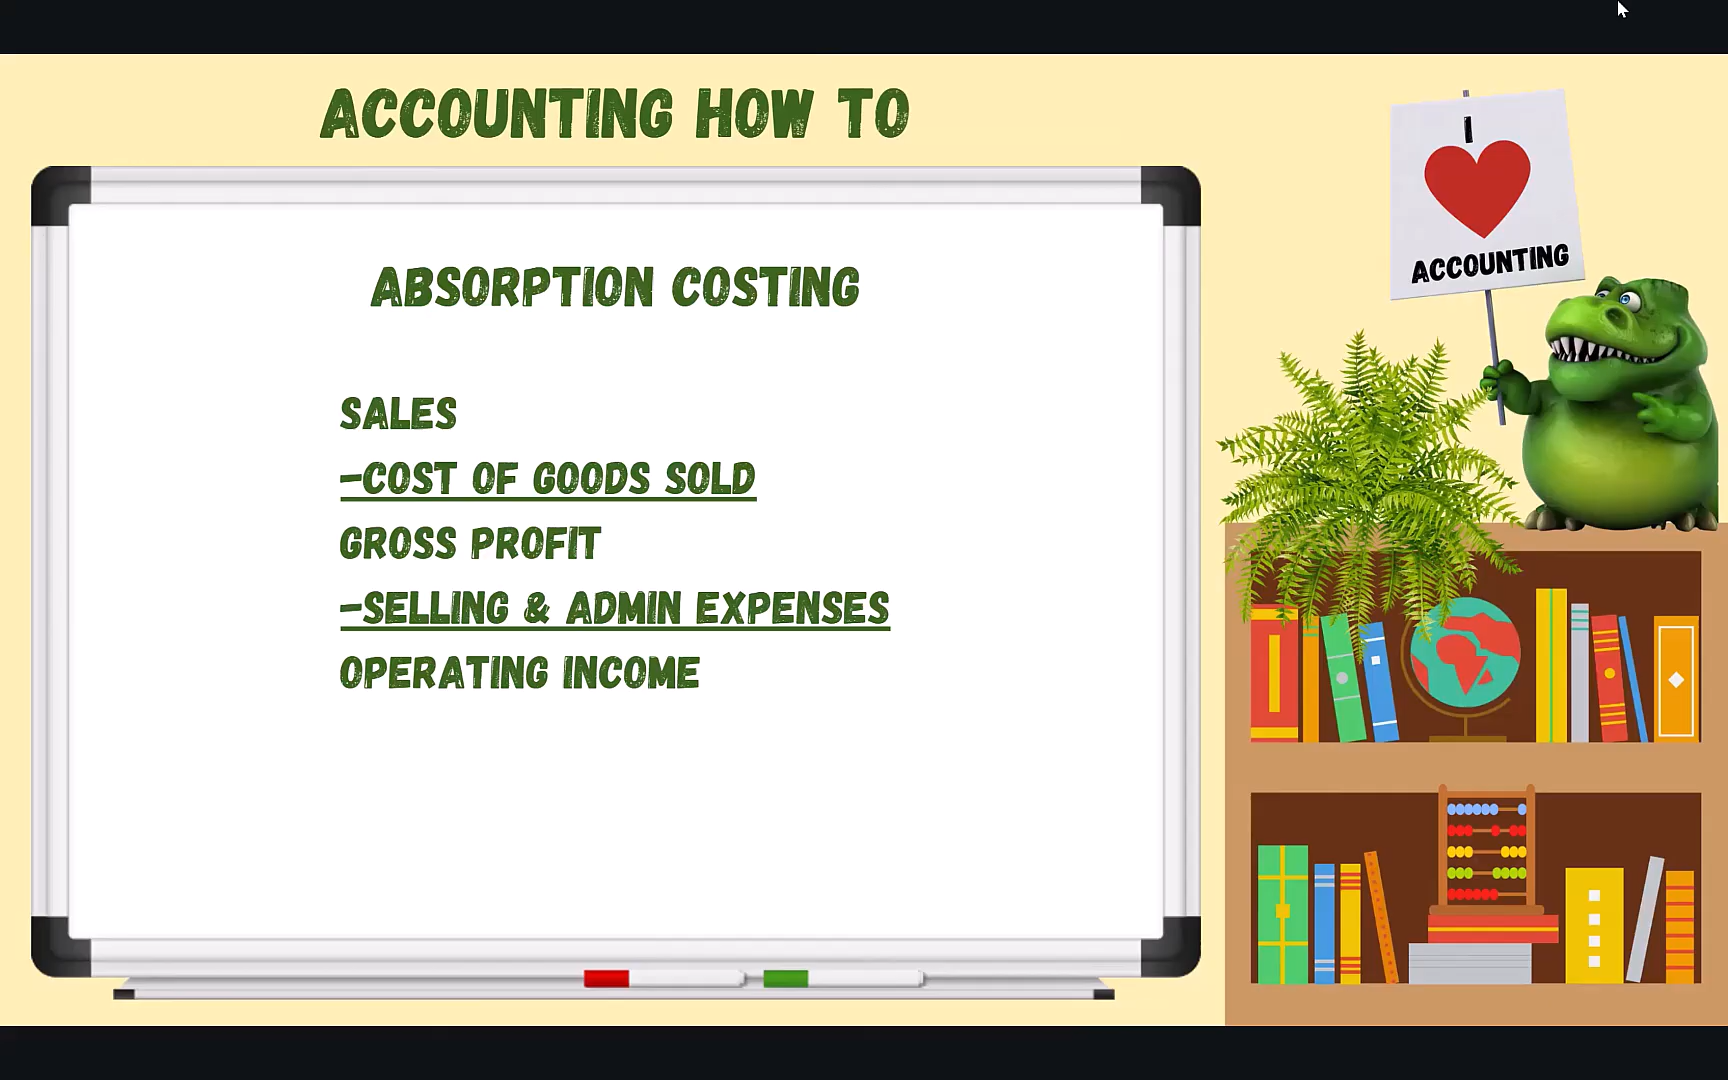 ACCOUNTING HOW TO
I
ACCOUNTING
ABSORPTION COSTING
SALES
-COST OF GOODS SOLD
GROSS PROFIT
-SELLING & ADMIN EXPENSES
OPERATING INCOME